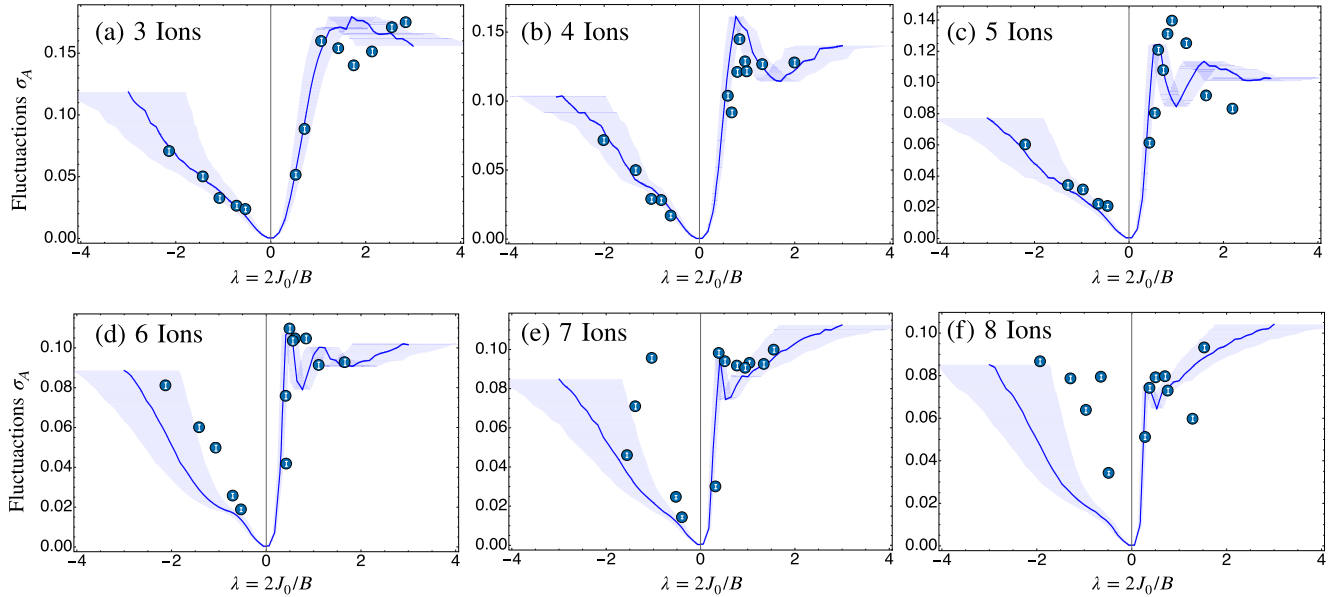 (a) 3 Ions
Fluctuactions σ_A
0.15
0.10
0.05
0.00
−4 −2 0 2 4
λ = 2J₀/B
(b) 4 Ions
0.15
0.10
0.05
0.00
−4 −2 0 2 4
λ = 2J₀/B
(c) 5 Ions
0.14
0.12
0.10
0.08
0.06
0.04
0.02
0.00
−4 −2 0 2 4
λ = 2J₀/B
(d) 6 Ions
Fluctuactions σ_A
0.10
0.08
0.06
0.04
0.02
0.00
−4 −2 0 2 4
λ = 2J₀/B
(e) 7 Ions
0.10
0.08
0.06
0.04
0.02
0.00
−4 −2 0 2 4
λ = 2J₀/B
(f) 8 Ions
0.10
0.08
0.06
0.04
0.02
0.00
−4 −2 0 2 4
λ = 2J₀/B